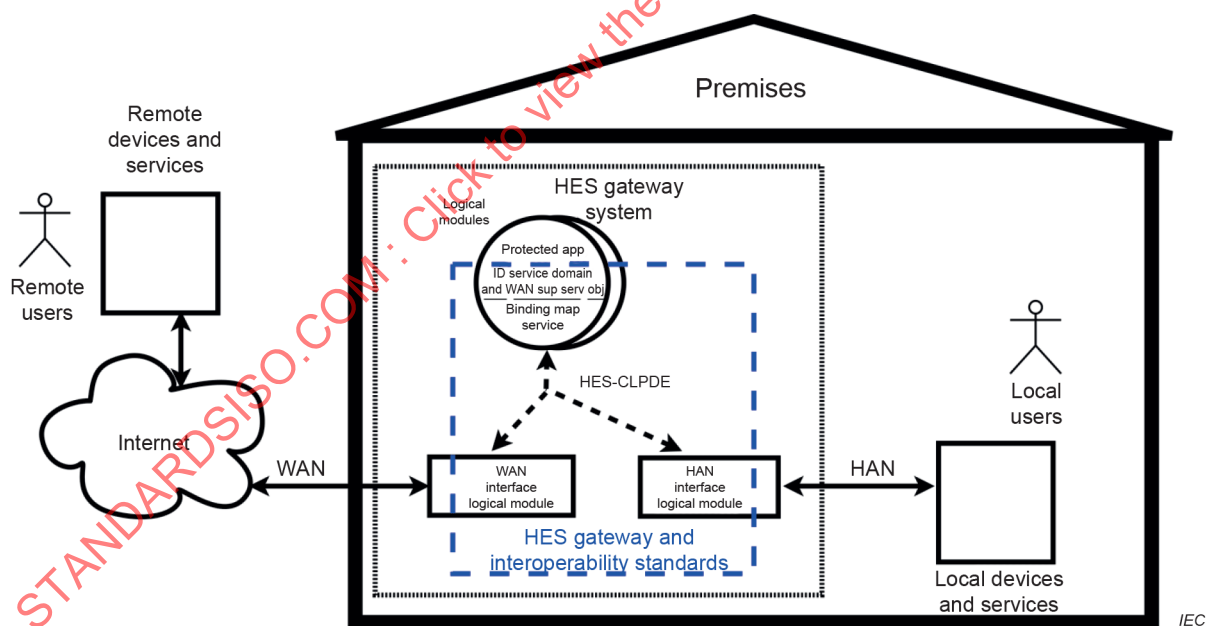 Premises
Remote
devices and
services
Remote
users
Internet
WAN
HES gateway
system
Logical
modules
Protected app
ID service domain
and WAN sup serv obj
Binding map
service
HES-CLPDE
WAN
interface
logical module
HAN
interface
logical module
HES gateway and
interoperability standards
HAN
Local
users
Local devices
and services
IEC
STANDARDSISO.COM : Click to view the